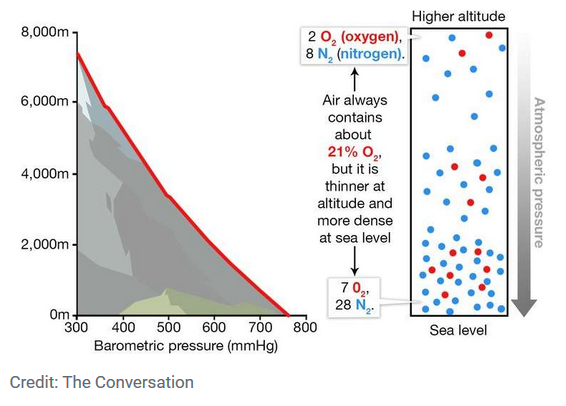 8,000m
6,000m
4,000m
2,000m
0m
300 400 500 600 700 800
Barometric pressure (mmHg)
2 O₂ (oxygen),
8 N₂ (nitrogen).
Air always
contains
about
21% O₂,
but it is
thinner at
altitude and
more dense
at sea level
7 O₂,
28 N₂.
Higher altitude
Atmospheric pressure
Sea level
Credit: The Conversation